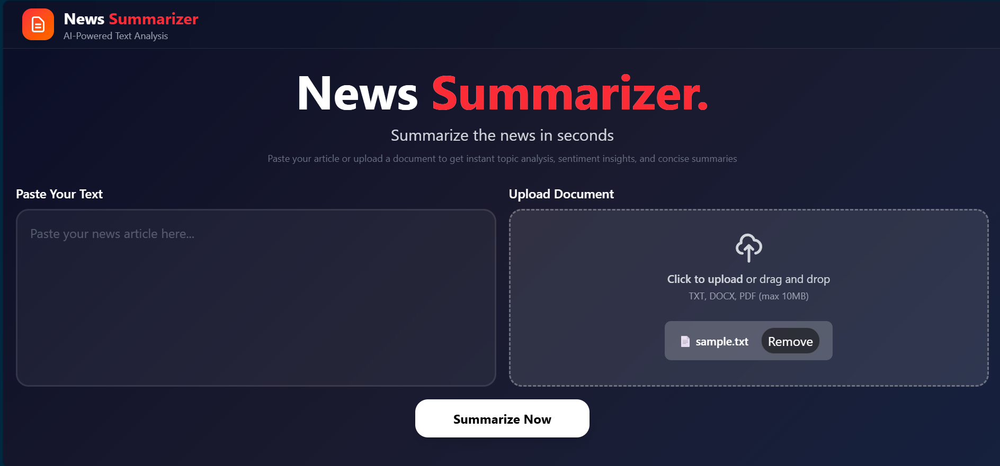 News Summarizer
AI-Powered Text Analysis
News Summarizer.
Summarize the news in seconds
Paste your article or upload a document to get instant topic analysis, sentiment insights, and concise summaries
Paste Your Text
Paste your news article here...
Upload Document
Click to upload or drag and drop
TXT, DOCX, PDF (max 10MB)
sample.txt Remove
Summarize Now